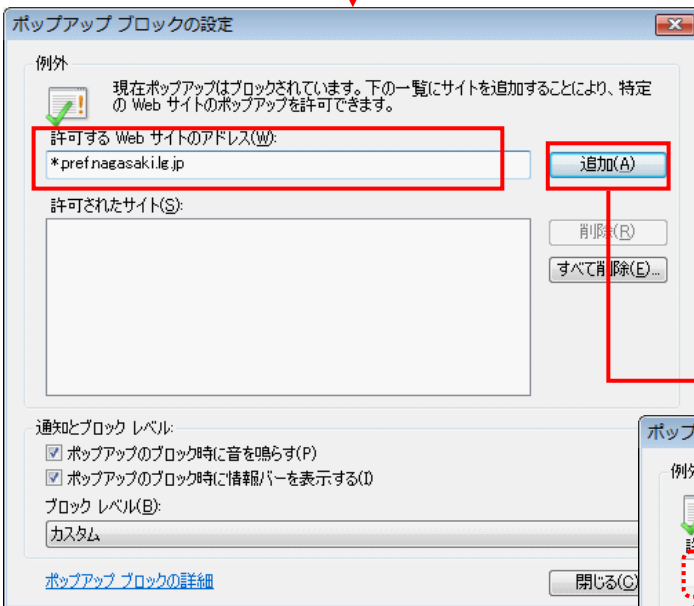 ポップアップ ブロックの設定
例外
現在ポップアップはブロックされています。下の一覧にサイトを追加することにより、特定
の Web サイトのポップアップを許可できます。
許可する Web サイトのアドレス(W):
*.pref.nagasaki.lg.jp
追加(A)
許可されたサイト(S):
削除(R)
すべて削除(E)...
通知とブロック レベル:
ポップアップのブロック時に音を鳴らす(P)
ポップアップのブロック時に情報バーを表示する(I)
ブロック レベル(B):
カスタム
ポップアップ ブロックの詳細
閉じる(C)
ポップ
例外